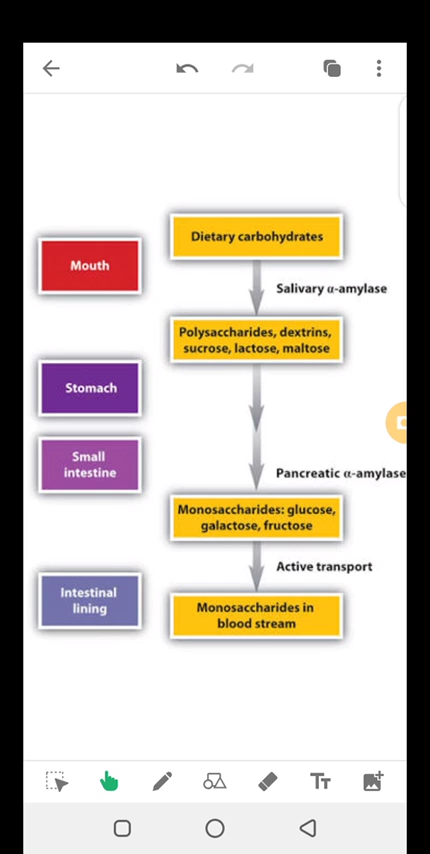 Dietary carbohydrates
Mouth
Salivary α-amylase
Polysaccharides, dextrins,
sucrose, lactose, maltose
Stomach
Small
intestine
Pancreatic α-amylase
Monosaccharides: glucose,
galactose, fructose
Active transport
Intestinal
lining
Monosaccharides in
blood stream
TT